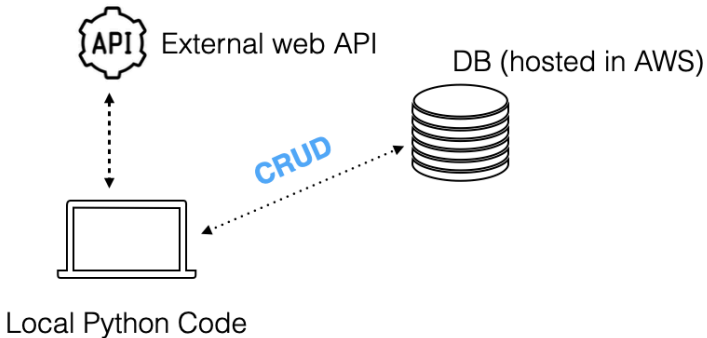 {API}
External web API
DB (hosted in AWS)
CRUD
Local Python Code